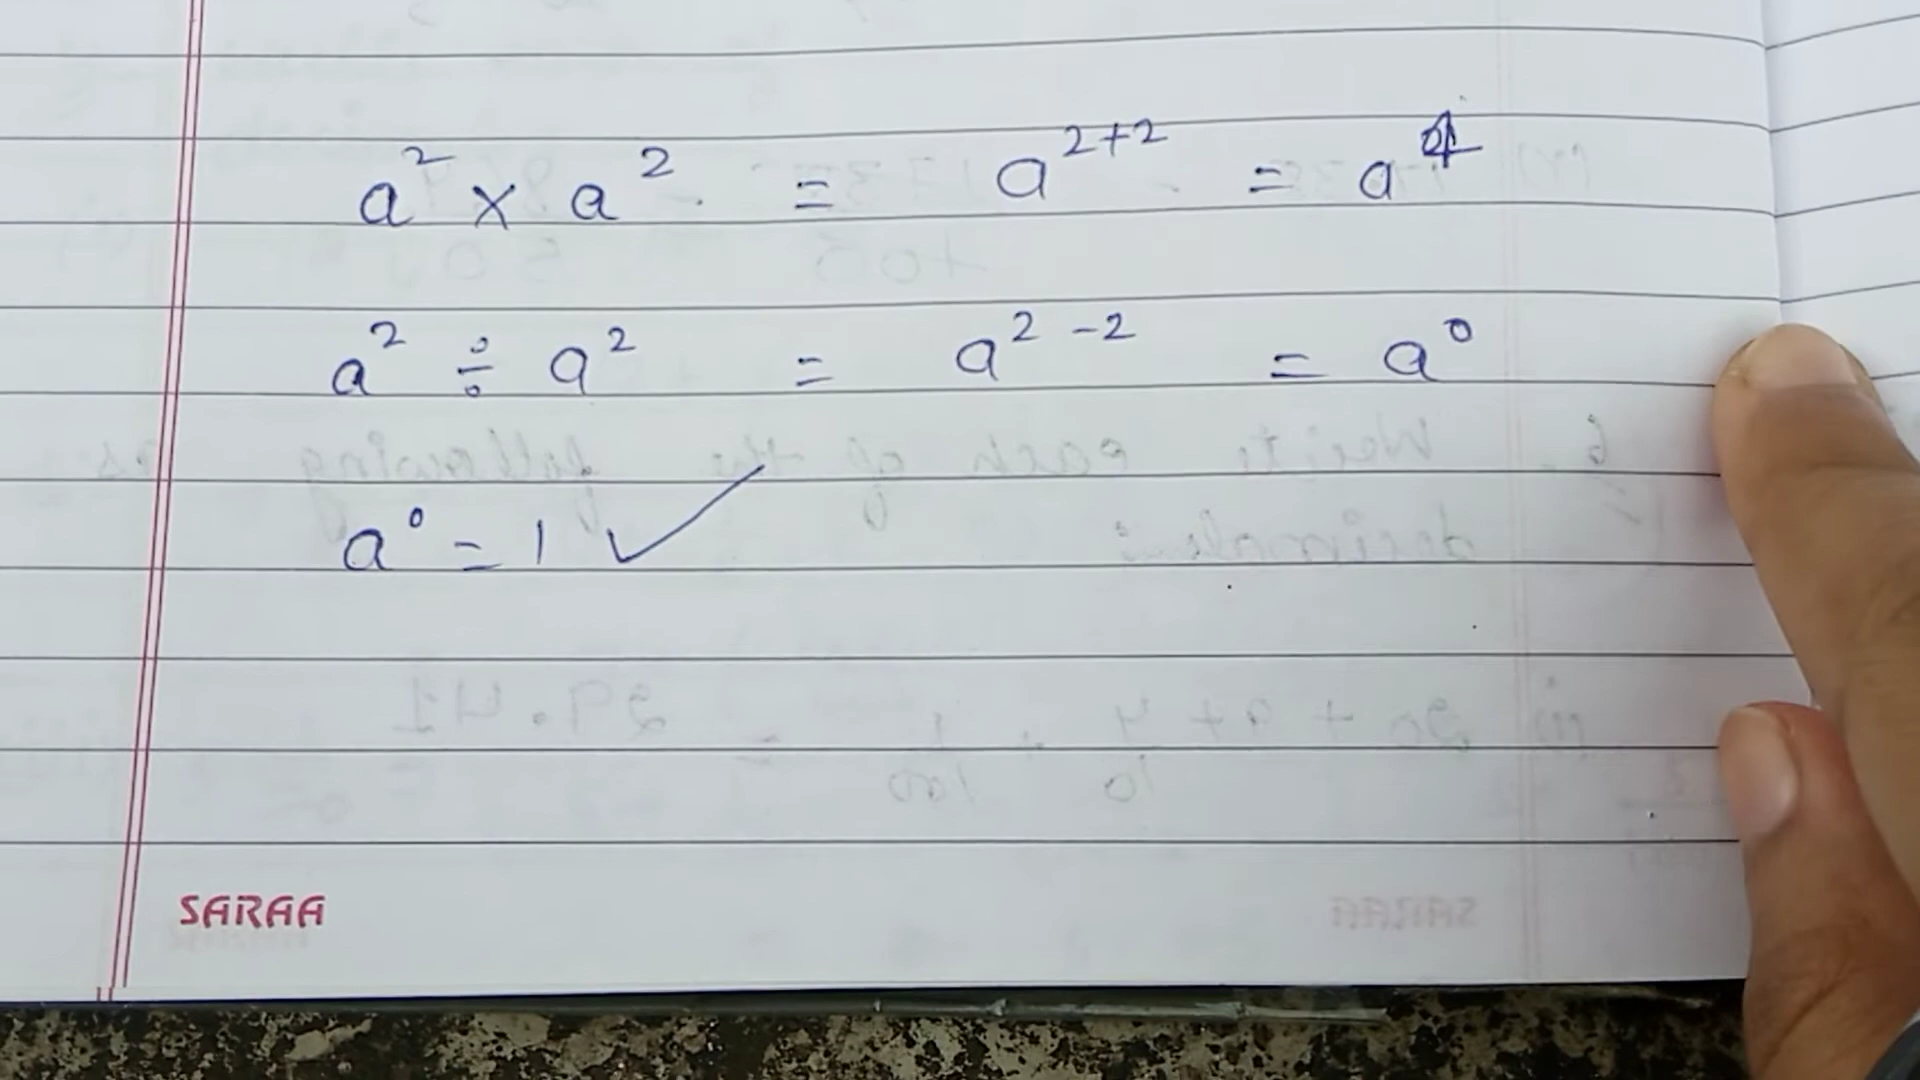 a² × a² = a²⁺² = a⁴
a² ÷ a² = a²⁻² = a⁰
a⁰ = 1 ✓
SARAA